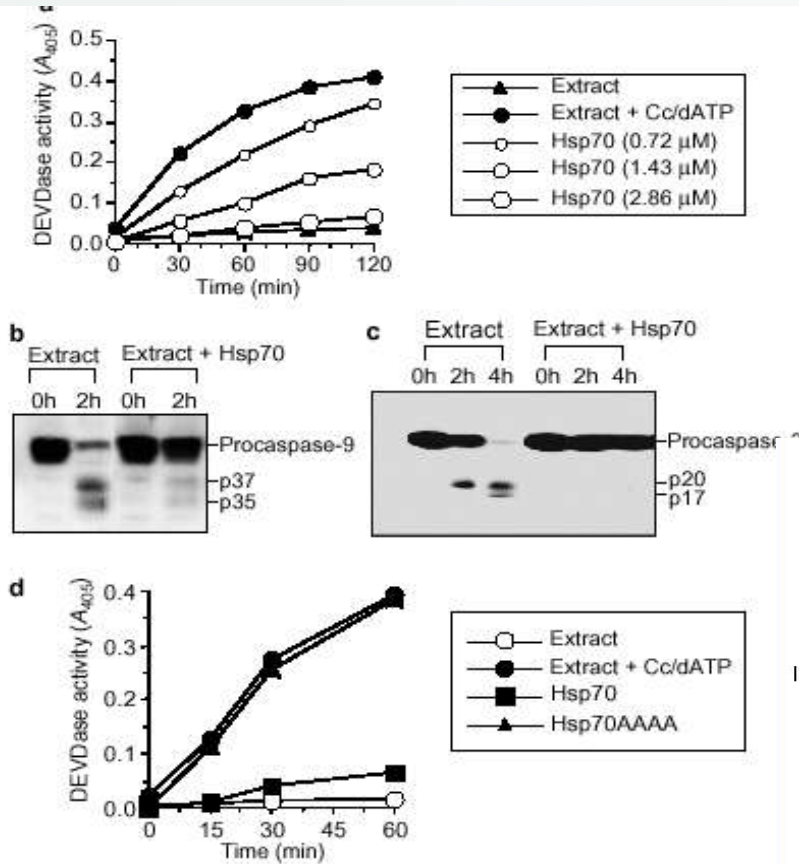 DEVDase activity (A405)
0.5
0.4
0.3
0.2
0.1
0.0
0 30 60 90 120
Time (min)
Extract
Extract + Cc/dATP
Hsp70 (0.72 μM)
Hsp70 (1.43 μM)
Hsp70 (2.86 μM)
b
Extract Extract + Hsp70
0h 2h 0h 2h
Procaspase-9
p37
p35
c
Extract Extract + Hsp70
0h 2h 4h 0h 2h 4h
p20
p17
d
DEVDase activity (A405)
0.4
0.3
0.2
0.1
0.0
0 15 30 45 60
Time (min)
Extract
Extract + Cc/dATP
Hsp70
Hsp70AAAA